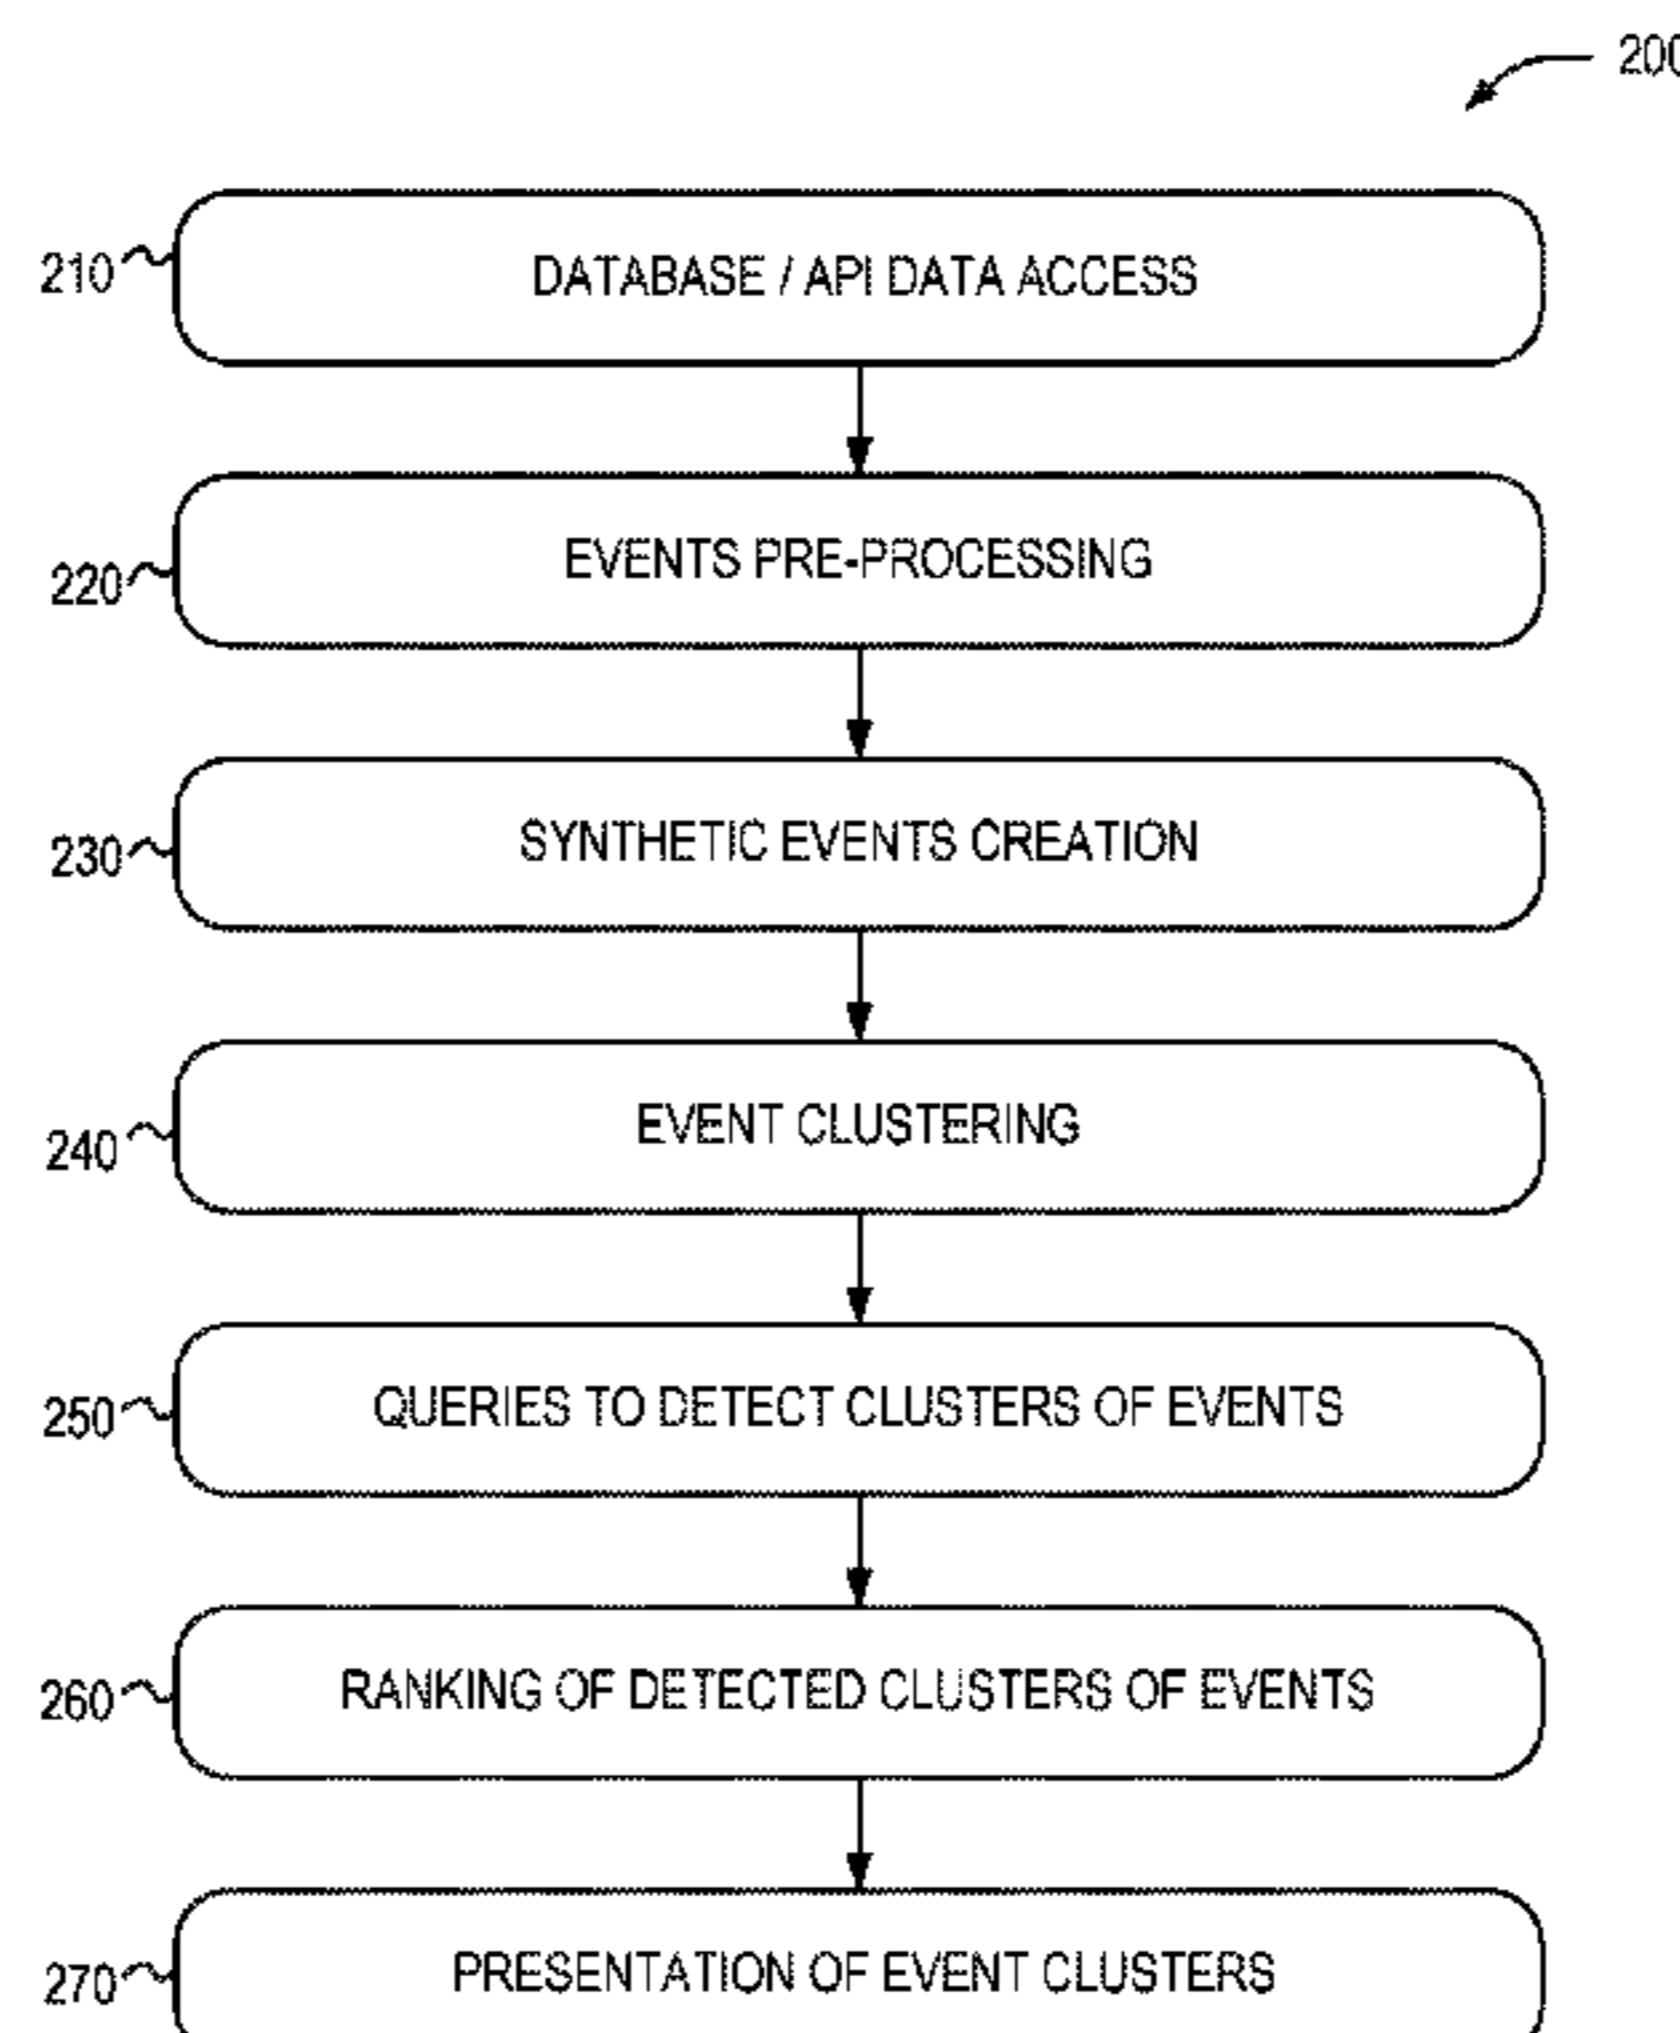 200
210
DATABASE / API DATA ACCESS
220
EVENTS PRE-PROCESSING
230
SYNTHETIC EVENTS CREATION
240
EVENT CLUSTERING
250
QUERIES TO DETECT CLUSTERS OF EVENTS
260
RANKING OF DETECTED CLUSTERS OF EVENTS
270
PRESENTATION OF EVENT CLUSTERS